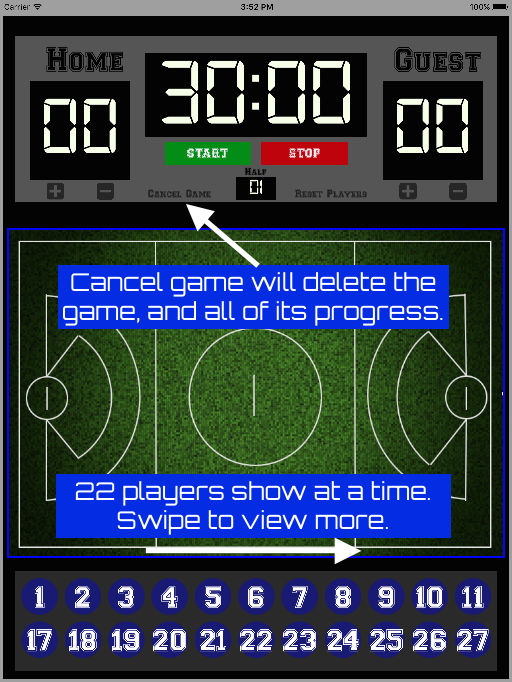 Carrier 3:52 PM 100%
Home Guest
00 30:00 00
START STOP
Half
01
Cancel Game Reset Players
Cancel game will delete the
game, and all of its progress.
22 players show at a time.
Swipe to view more.
1 2 3 4 5 6 7 8 9 10 11
17 18 19 20 21 22 23 24 25 26 27